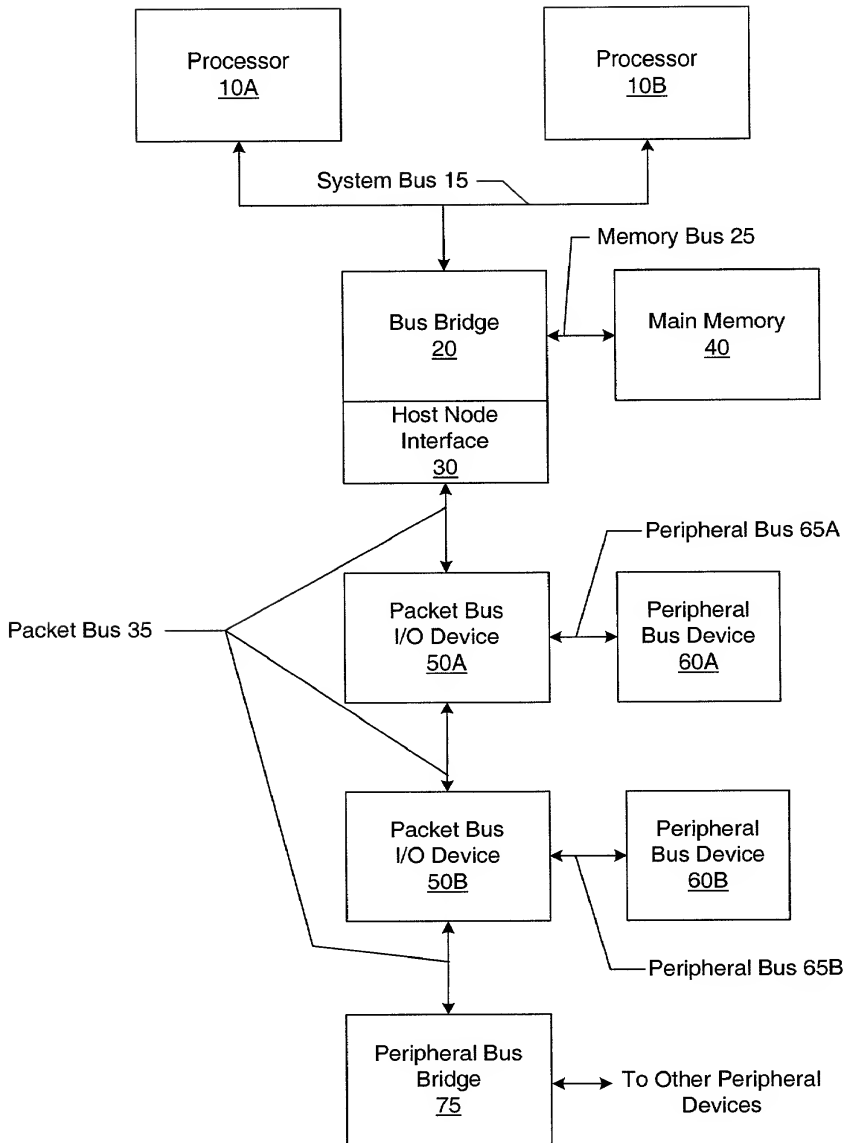 Processor
10A
Processor
10B
System Bus 15
Memory Bus 25
Bus Bridge
20
Main Memory
40
Host Node
Interface
30
Peripheral Bus 65A
Packet Bus 35
Packet Bus
I/O Device
50A
Peripheral
Bus Device
60A
Packet Bus
I/O Device
50B
Peripheral
Bus Device
60B
Peripheral Bus 65B
Peripheral Bus
Bridge
75
To Other Peripheral
Devices